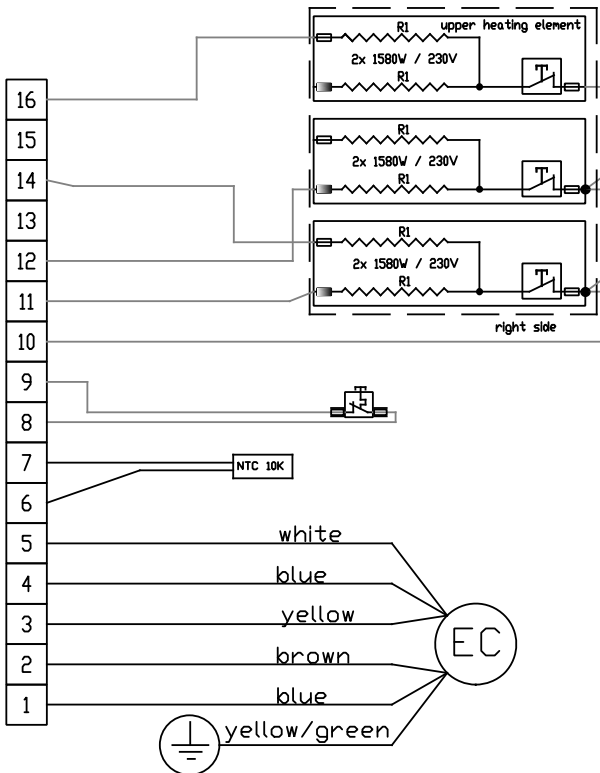 R1 upper heating element
2x 1580W / 230V
R1
16
R1
15
2x 1580W / 230V
14
R1
13
R1
12
2x 1580W / 230V
R1
11
right side
10
9
8
7
NTC 10K
6
5
white
4
blue
3
yellow
EC
2
brown
1
blue
yellow/green